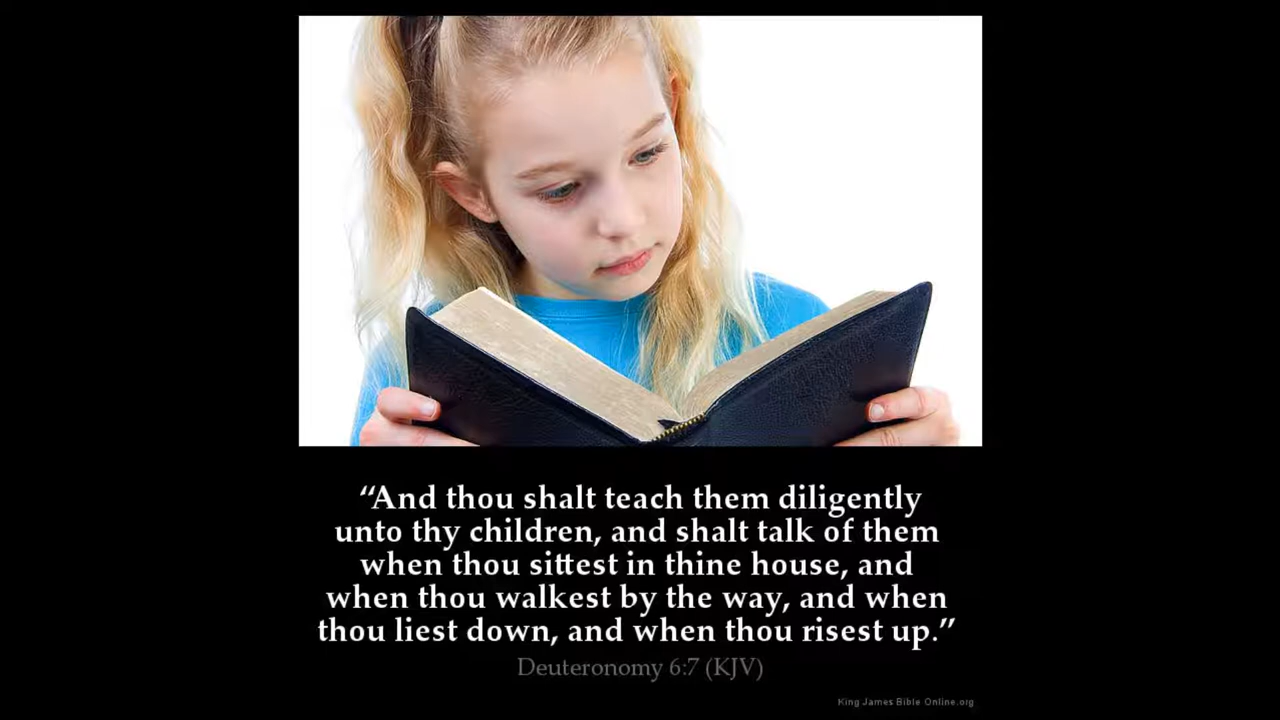 “And thou shalt teach them diligently
unto thy children, and shalt talk of them
when thou sittest in thine house, and
when thou walkest by the way, and when
thou liest down, and when thou risest up.”
Deuteronomy 6:7 (KJV)
King James Bible Online.org